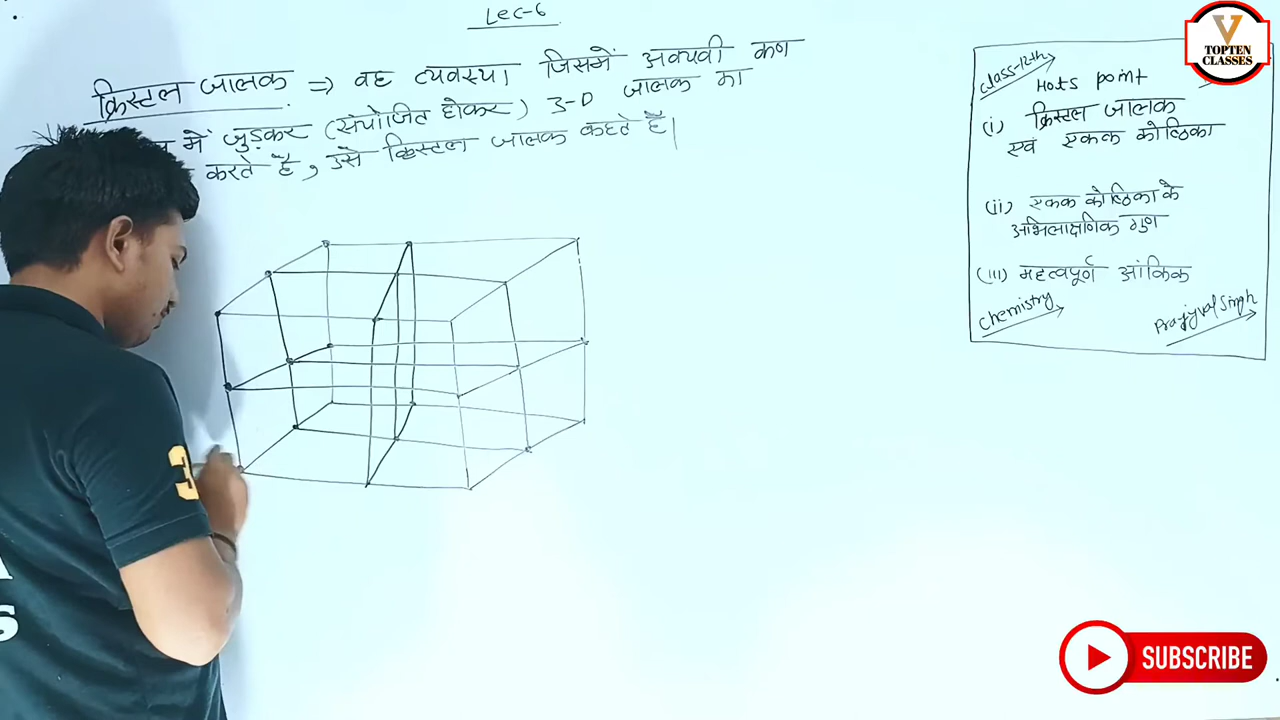 Lec-6
क्रिस्टल जालक ⇒ वह व्यवस्था जिसमें अवयवी कण
में जुड़कर (संयोजित होकर) 3-D जालक का
करते हैं, उसे क्रिस्टल जालक कहते हैं।
Class-12th
Hots point
(i) क्रिस्टल जालक
एवं एकक कोष्ठिका
(ii) एकक कोष्ठिका के
अभिलाक्षणिक गुण
(iii) महत्वपूर्ण आंकिक
Chemistry
Prajjwal Singh
V
TOPTEN
CLASSES
3
S
SUBSCRIBE